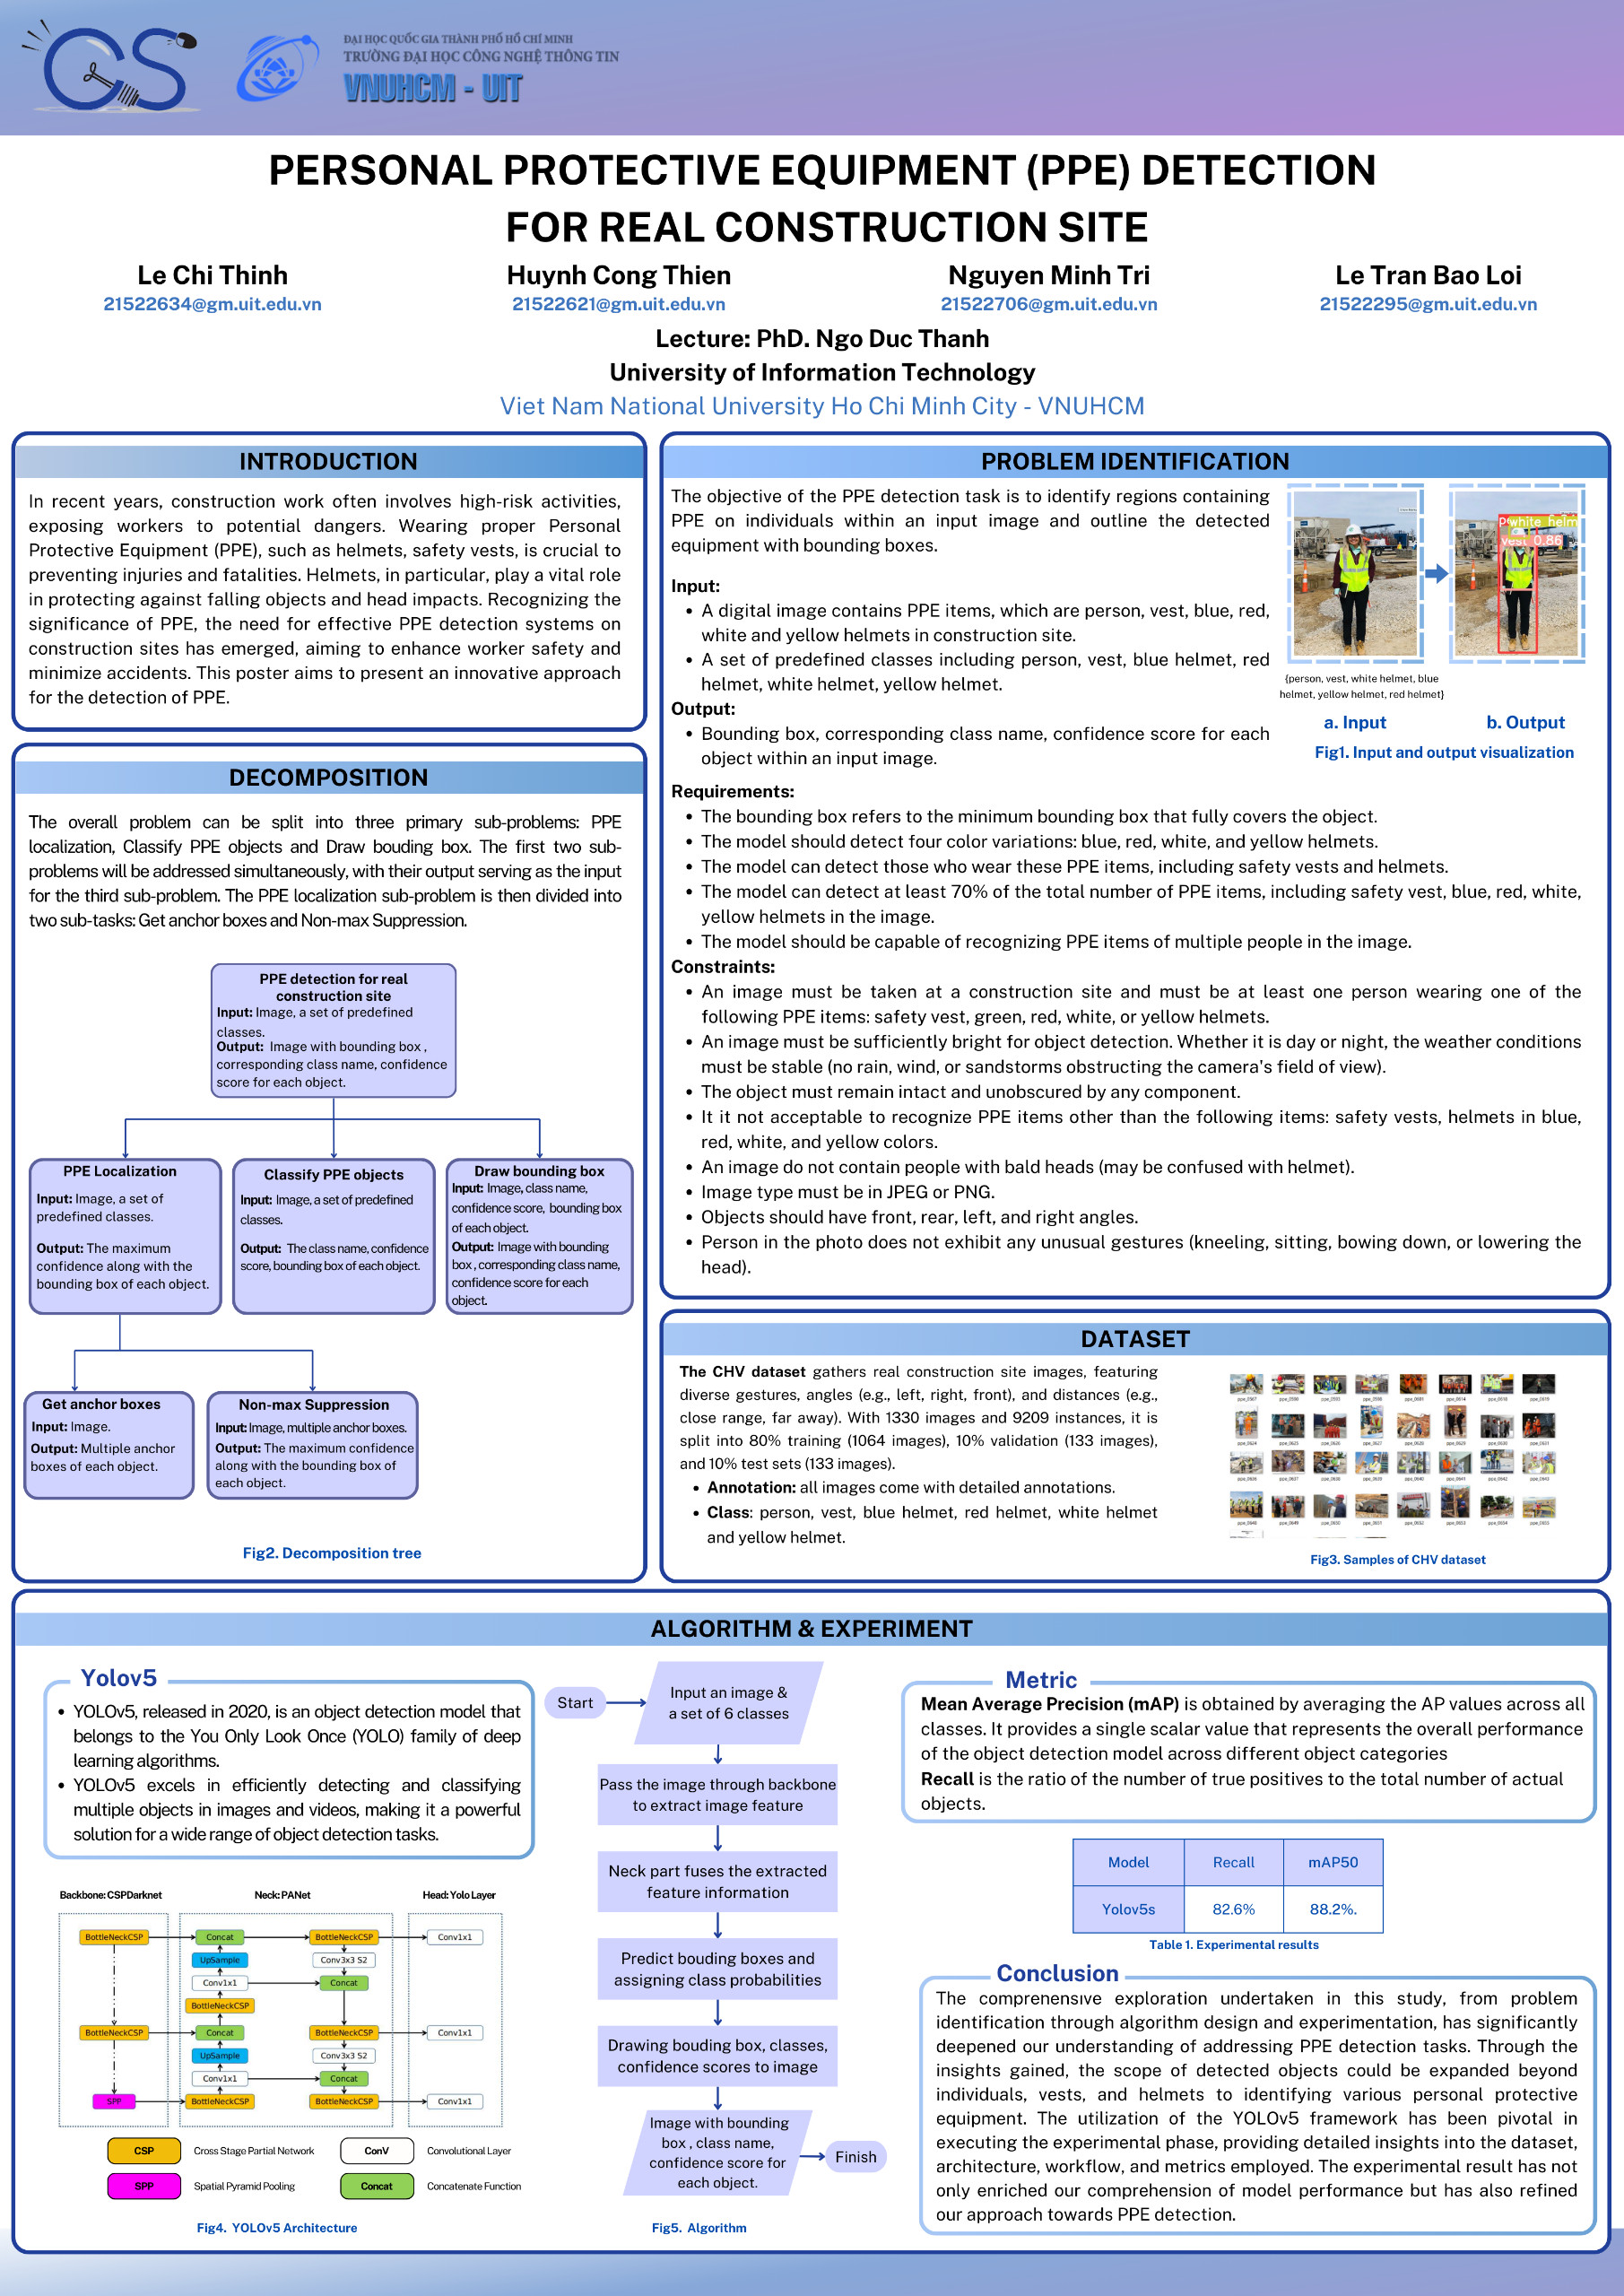 CS
ĐẠI HỌC QUỐC GIA THÀNH PHỐ HỒ CHÍ MINH
TRƯỜNG ĐẠI HỌC CÔNG NGHỆ THÔNG TIN
VNUHCM - UIT
PERSONAL PROTECTIVE EQUIPMENT (PPE) DETECTION
FOR REAL CONSTRUCTION SITE
Le Chi Thinh
21522634@gm.uit.edu.vn
Huynh Cong Thien
21522621@gm.uit.edu.vn
Nguyen Minh Tri
21522706@gm.uit.edu.vn
Le Tran Bao Loi
21522295@gm.uit.edu.vn
Lecture: PhD. Ngo Duc Thanh
University of Information Technology
Viet Nam National University Ho Chi Minh City - VNUHCM
INTRODUCTION
In recent years, construction work often involves high-risk activities,
exposing workers to potential dangers. Wearing proper Personal
Protective Equipment (PPE), such as helmets, safety vests, is crucial to
preventing injuries and fatalities. Helmets, in particular, play a vital role
in protecting against falling objects and head impacts. Recognizing the
significance of PPE, the need for effective PPE detection systems on
construction sites has emerged, aiming to enhance worker safety and
minimize accidents. This poster aims to present an innovative approach
for the detection of PPE.
DECOMPOSITION
The overall problem can be split into three primary sub-problems: PPE
localization, Classify PPE objects and Draw bouding box. The first two sub-
problems will be addressed simultaneously, with their output serving as the input
for the third sub-problem. The PPE localization sub-problem is then divided into
two sub-tasks: Get anchor boxes and Non-max Suppression.
PPE detection for real
construction site
Input: Image, a set of predefined
classes.
Output: Image with bounding box ,
corresponding class name, confidence
score for each object.
PPE Localization
Input: Image, a set of
predefined classes.
Output: The maximum
confidence along with the
bounding box of each object.
Classify PPE objects
Input: Image, a set of predefined
classes.
Output: The class name, confidence
score, bounding box of each object.
Draw bounding box
Input: Image, class name,
confidence score, bounding box
of each object.
Output: Image with bounding
box , corresponding class name,
confidence score for each
object.
Get anchor boxes
Input: Image.
Output: Multiple anchor
boxes of each object.
Non-max Suppression
Input: Image, multiple anchor boxes.
Output: The maximum confidence
along with the bounding box of
each object.
Fig2. Decomposition tree
PROBLEM IDENTIFICATION
The objective of the PPE detection task is to identify regions containing
PPE on individuals within an input image and outline the detected
equipment with bounding boxes.
Input:
• A digital image contains PPE items, which are person, vest, blue, red,
white and yellow helmets in construction site.
• A set of predefined classes including person, vest, blue helmet, red
helmet, white helmet, yellow helmet.
Output:
• Bounding box, corresponding class name, confidence score for each
object within an input image.
white helm
vest 0.86
{person, vest, white helmet, blue
helmet, yellow helmet, red helmet}
a. Input
b. Output
Fig1. Input and output visualization
Requirements:
• The bounding box refers to the minimum bounding box that fully covers the object.
• The model should detect four color variations: blue, red, white, and yellow helmets.
• The model can detect those who wear these PPE items, including safety vests and helmets.
• The model can detect at least 70% of the total number of PPE items, including safety vest, blue, red, white,
yellow helmets in the image.
• The model should be capable of recognizing PPE items of multiple people in the image.
Constraints:
• An image must be taken at a construction site and must be at least one person wearing one of the
following PPE items: safety vest, green, red, white, or yellow helmets.
• An image must be sufficiently bright for object detection. Whether it is day or night, the weather conditions
must be stable (no rain, wind, or sandstorms obstructing the camera's field of view).
• The object must remain intact and unobscured by any component.
• It it not acceptable to recognize PPE items other than the following items: safety vests, helmets in blue,
red, white, and yellow colors.
• An image do not contain people with bald heads (may be confused with helmet).
• Image type must be in JPEG or PNG.
• Objects should have front, rear, left, and right angles.
• Person in the photo does not exhibit any unusual gestures (kneeling, sitting, bowing down, or lowering the
head).
DATASET
The CHV dataset gathers real construction site images, featuring
diverse gestures, angles (e.g., left, right, front), and distances (e.g.,
close range, far away). With 1330 images and 9209 instances, it is
split into 80% training (1064 images), 10% validation (133 images),
and 10% test sets (133 images).
• Annotation: all images come with detailed annotations.
• Class: person, vest, blue helmet, red helmet, white helmet
and yellow helmet.
Fig3. Samples of CHV dataset
ALGORITHM & EXPERIMENT
Yolov5
• YOLOv5, released in 2020, is an object detection model that
belongs to the You Only Look Once (YOLO) family of deep
learning algorithms.
• YOLOv5 excels in efficiently detecting and classifying
multiple objects in images and videos, making it a powerful
solution for a wide range of object detection tasks.
Backbone: CSPDarknet
Neck: PANet
Head: Yolo Layer
BottleNeckCSP
Concat
BottleNeckCSP
Conv1x1
UpSample
Conv3x3 S2
Conv1x1
Concat
BottleNeckCSP
BottleNeckCSP
Concat
BottleNeckCSP
Conv1x1
UpSample
Conv3x3 S2
Conv1x1
Concat
SPP
BottleNeckCSP
BottleNeckCSP
Conv1x1
CSP
Cross Stage Partial Network
ConV
Convolutional Layer
SPP
Spatial Pyramid Pooling
Concat
Concatenate Function
Fig4. YOLOv5 Architecture
Start
Input an image &
a set of 6 classes
Pass the image through backbone
to extract image feature
Neck part fuses the extracted
feature information
Predict bouding boxes and
assigning class probabilities
Drawing bouding box, classes,
confidence scores to image
Image with bounding
box , class name,
confidence score for
each object.
Finish
Fig5. Algorithm
Metric
Mean Average Precision (mAP) is obtained by averaging the AP values across all
classes. It provides a single scalar value that represents the overall performance
of the object detection model across different object categories
Recall is the ratio of the number of true positives to the total number of actual
objects.
Model Recall mAP50
Yolov5s 82.6% 88.2%.
Table 1. Experimental results
Conclusion
The comprehensive exploration undertaken in this study, from problem
identification through algorithm design and experimentation, has significantly
deepened our understanding of addressing PPE detection tasks. Through the
insights gained, the scope of detected objects could be expanded beyond
individuals, vests, and helmets to identifying various personal protective
equipment. The utilization of the YOLOv5 framework has been pivotal in
executing the experimental phase, providing detailed insights into the dataset,
architecture, workflow, and metrics employed. The experimental result has not
only enriched our comprehension of model performance but has also refined
our approach towards PPE detection.